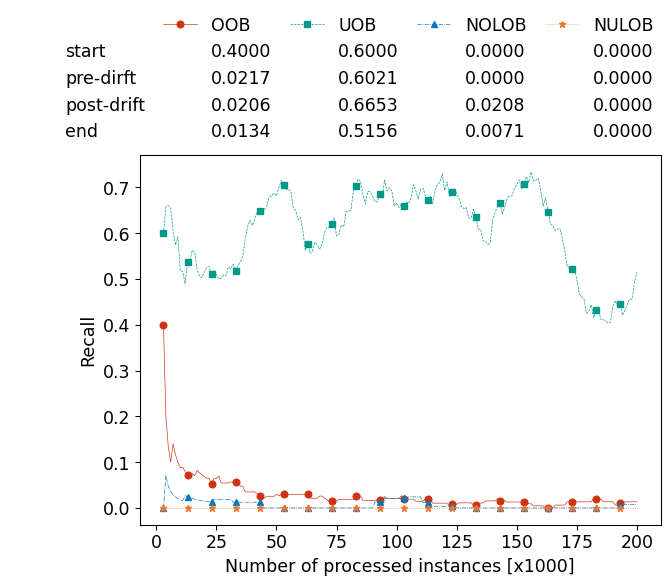 OOB UOB NOLOB NULOB
start 0.4000 0.6000 0.0000 0.0000
pre-dirft 0.0217 0.6021 0.0000 0.0000
post-drift 0.0206 0.6653 0.0208 0.0000
end 0.0134 0.5156 0.0071 0.0000
0.7
0.6
0.5
0.4
0.3
0.2
0.1
0.0
Recall
0 25 50 75 100 125 150 175 200
Number of processed instances [x1000]